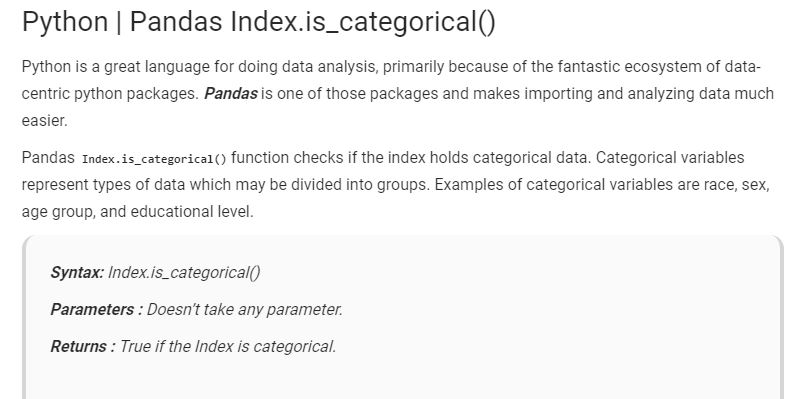 Python | Pandas Index.is_categorical()
Python is a great language for doing data analysis, primarily because of the fantastic ecosystem of data-
centric python packages. Pandas is one of those packages and makes importing and analyzing data much
easier.
Pandas Index.is_categorical() function checks if the index holds categorical data. Categorical variables
represent types of data which may be divided into groups. Examples of categorical variables are race, sex,
age group, and educational level.
Syntax: Index.is_categorical()
Parameters : Doesn't take any parameter.
Returns : True if the Index is categorical.